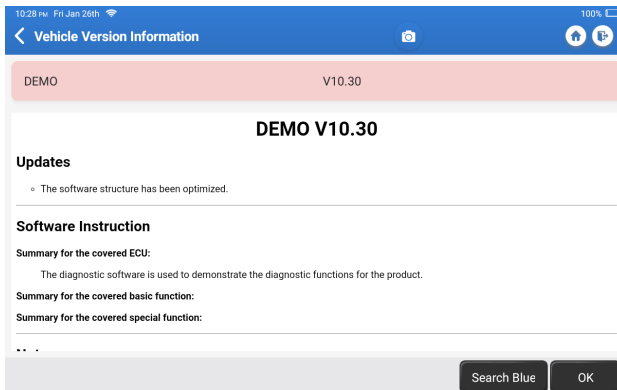 10:28 PM Fri Jan 26th
100%
Vehicle Version Information
DEMO V10.30
DEMO V10.30
Updates
The software structure has been optimized.
Software Instruction
Summary for the covered ECU:
The diagnostic software is used to demonstrate the diagnostic functions for the product.
Summary for the covered basic function:
Summary for the covered special function:
Search Blue OK